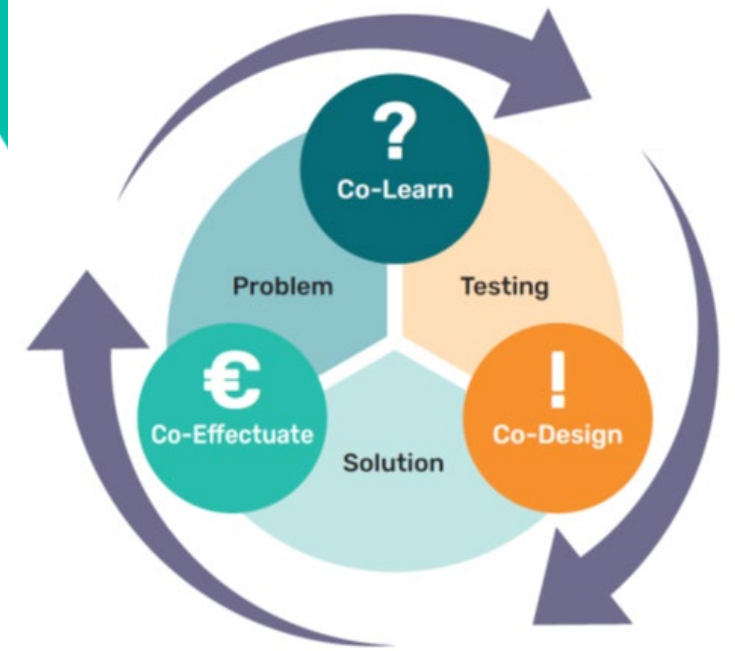 ?
Co-Learn
Problem
Testing
€
Co-Effectuate
!
Co-Design
Solution